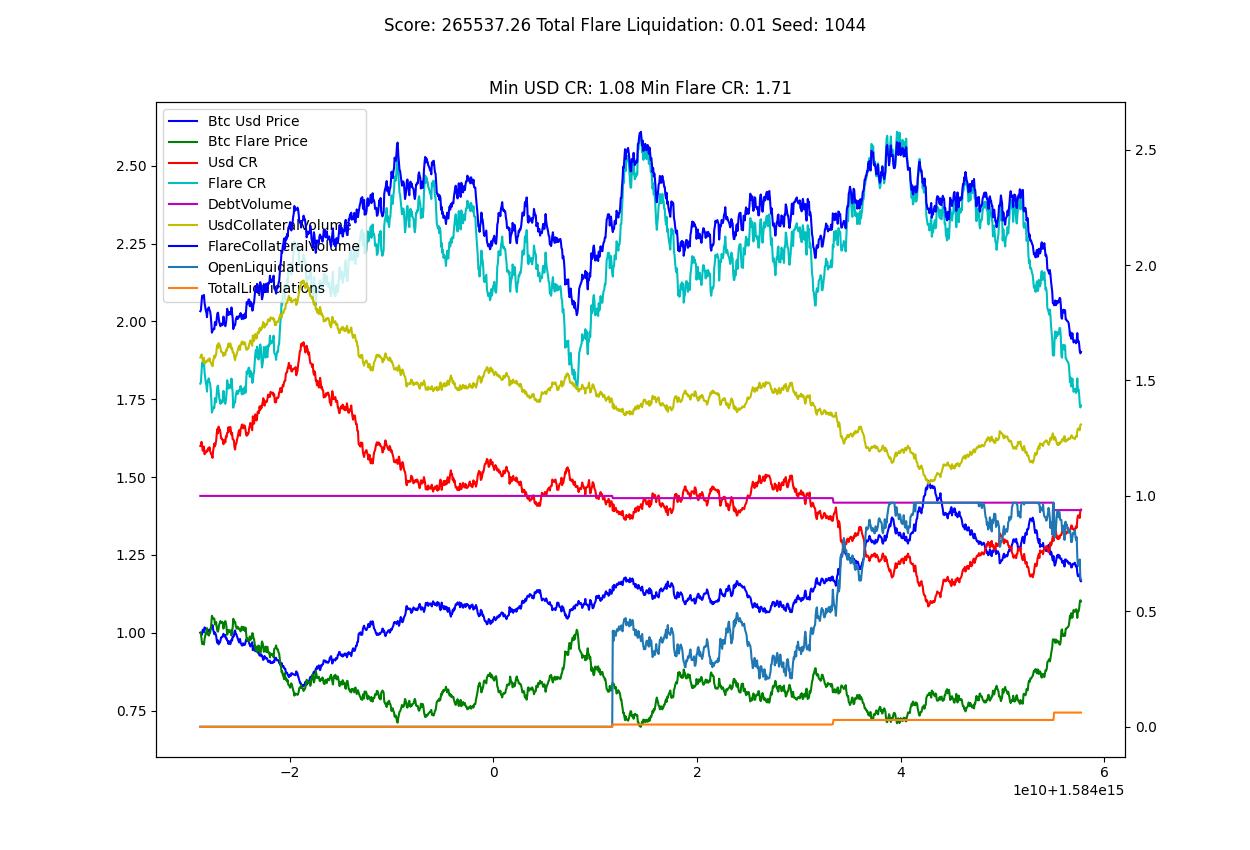 Score: 265537.26 Total Flare Liquidation: 0.01 Seed: 1044
Min USD CR: 1.08 Min Flare CR: 1.71
Btc Usd Price
Btc Flare Price
Usd CR
Flare CR
DebtVolume
UsdCollateralVolume
FlareCollateralVolume
OpenLiquidations
TotalLiquidations
2.50
2.25
2.00
1.75
1.50
1.25
1.00
0.75
2.5
2.0
1.5
1.0
0.5
0.0
−2 0 2 4 6
1e10+1.584e15